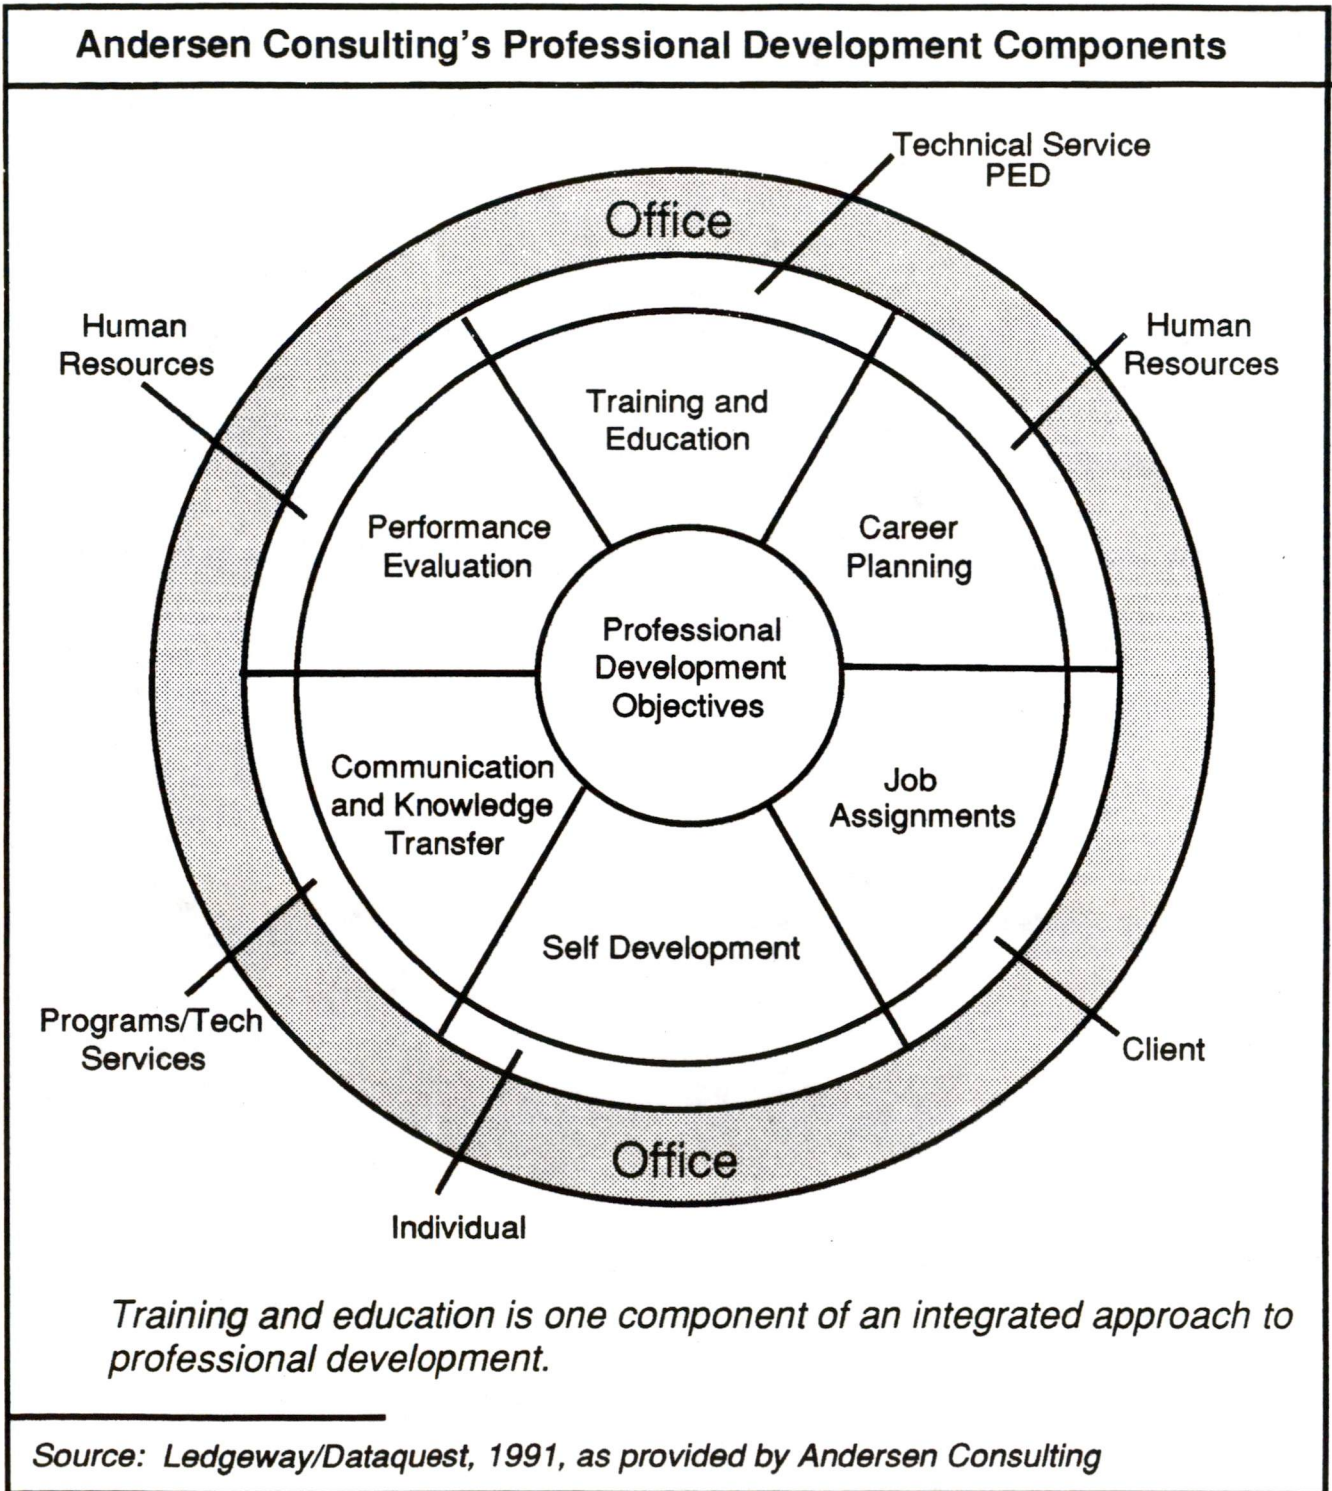 Andersen Consulting's Professional Development Components
Technical Service
PED
Office
Human
Resources
Human
Resources
Training and
Education
Performance
Evaluation
Career
Planning
Professional
Development
Objectives
Communication
and Knowledge
Transfer
Job
Assignments
Self Development
Programs/Tech
Services
Client
Office
Individual
Training and education is one component of an integrated approach to
professional development.
Source: Ledgeway/Dataquest, 1991, as provided by Andersen Consulting